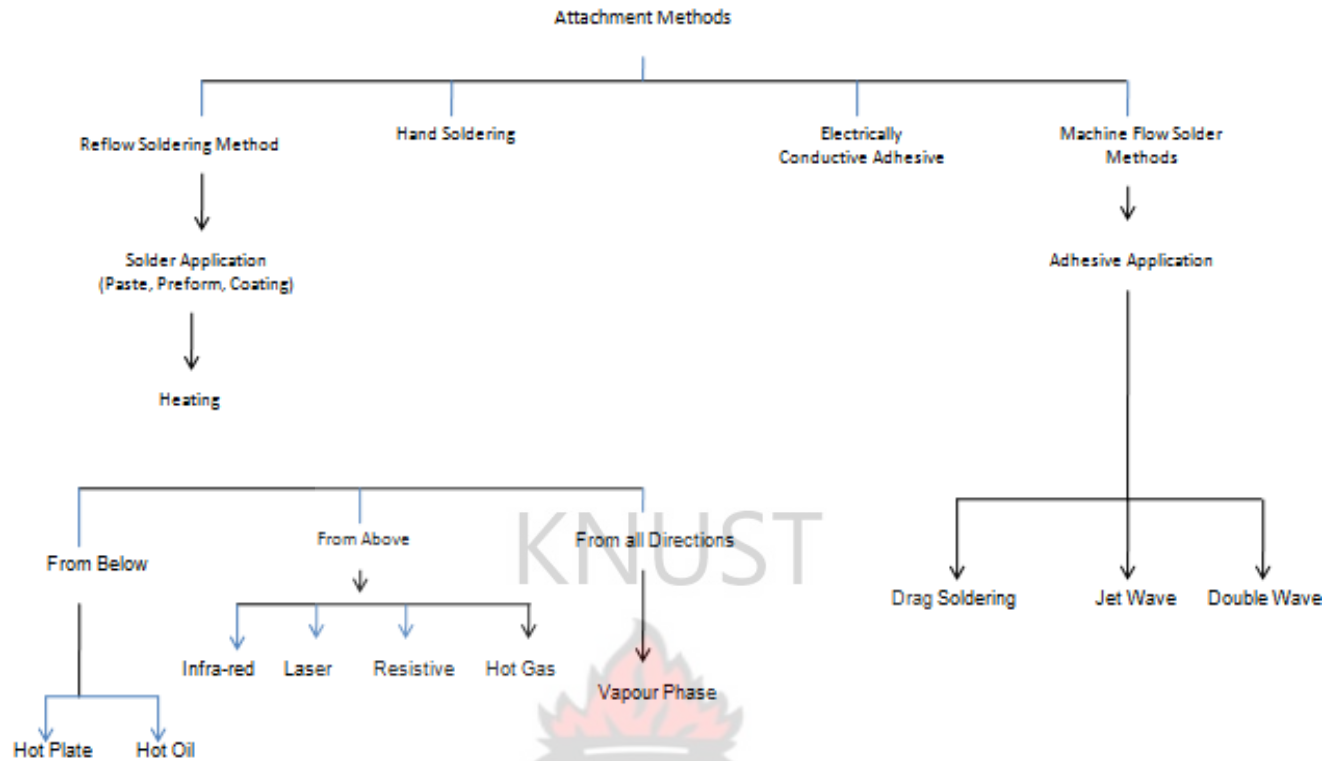 Attachment Methods
Reflow Soldering Method
Hand Soldering
Electrically
Conductive Adhesive
Machine Flow Solder
Methods
Solder Application
(Paste, Preform, Coating)
Adhesive Application
Heating
KNUST
From Below
From Above
From all Directions
Drag Soldering
Jet Wave
Double Wave
Infra-red
Laser
Resistive
Hot Gas
Vapour Phase
Hot Plate
Hot Oil